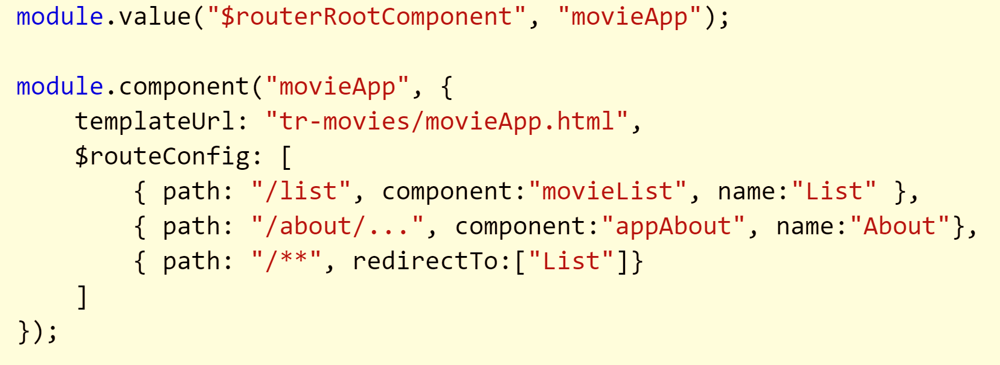 module.value("$routerRootComponent", "movieApp");
module.component("movieApp", {
templateUrl: "tr-movies/movieApp.html",
$routeConfig: [
{ path: "/list", component:"movieList", name:"List" },
{ path: "/about/...", component:"appAbout", name:"About"},
{ path: "/**", redirectTo:["List"]}
]
});